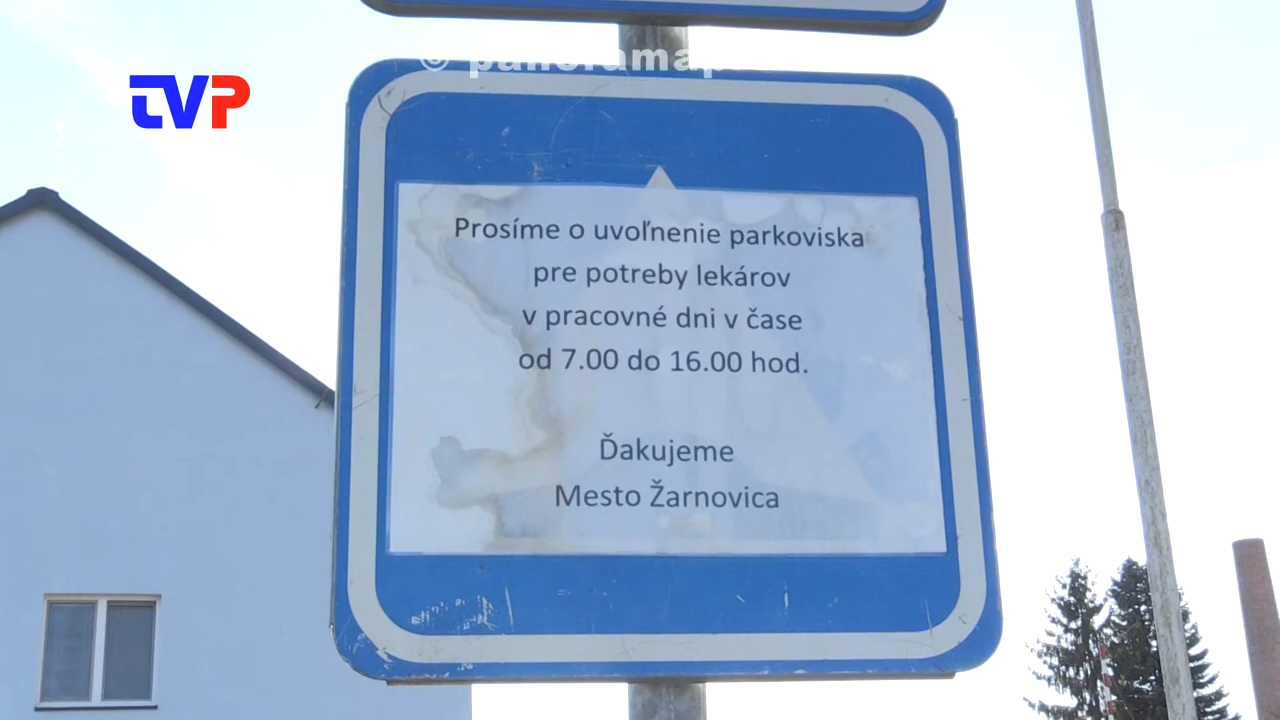 TVP
Prosíme o uvoľnenie parkoviska
pre potreby lekárov
v pracovné dni v čase
od 7.00 do 16.00 hod.
Ďakujeme
Mesto Žarnovica